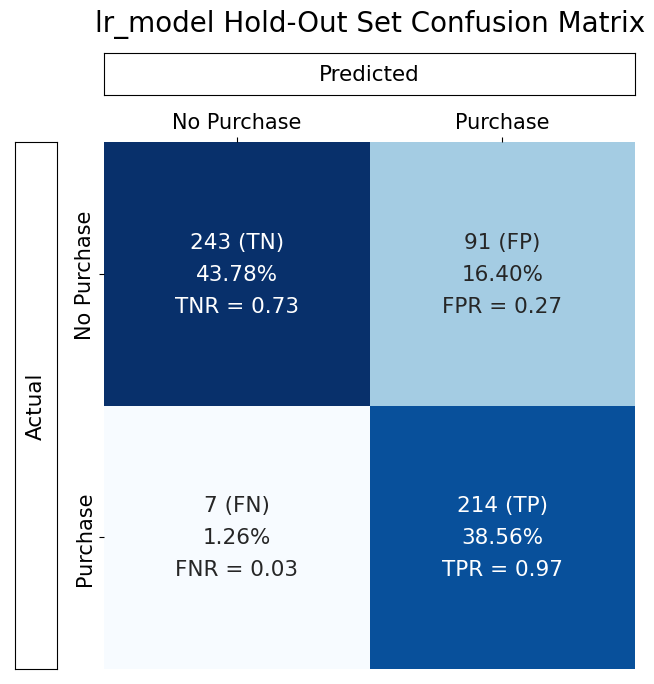 lr_model Hold-Out Set Confusion Matrix
Predicted
No Purchase
Purchase
Actual
No Purchase
243 (TN)
43.78%
TNR = 0.73
91 (FP)
16.40%
FPR = 0.27
Purchase
7 (FN)
1.26%
FNR = 0.03
214 (TP)
38.56%
TPR = 0.97